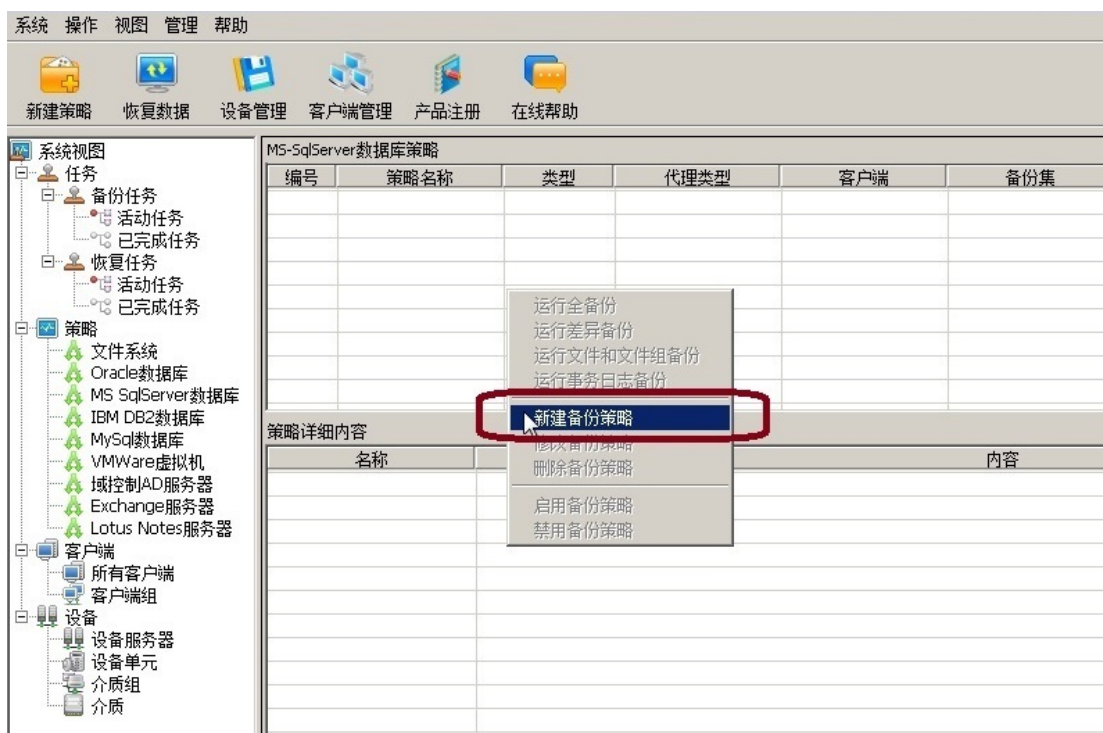 系统 操作 视图 管理 帮助
新建策略 恢复数据 设备管理 客户端管理 产品注册 在线帮助
系统视图
任务
备份任务
活动任务
已完成任务
恢复任务
活动任务
已完成任务
策略
文件系统
Oracle数据库
MS SqlServer数据库
IBM DB2数据库
MySql数据库
VMWare虚拟机
域控制AD服务器
Exchange服务器
Lotus Notes服务器
客户端
所有客户端
客户端组
设备
设备服务器
设备单元
介质组
介质
MS-SqlServer数据库策略
编号 策略名称 类型 代理类型 客户端 备份集
运行全备份
运行差异备份
运行文件和文件组备份
运行事务日志备份
新建备份策略
修改备份策略
删除备份策略
启用备份策略
禁用备份策略
策略详细内容
名称 内容